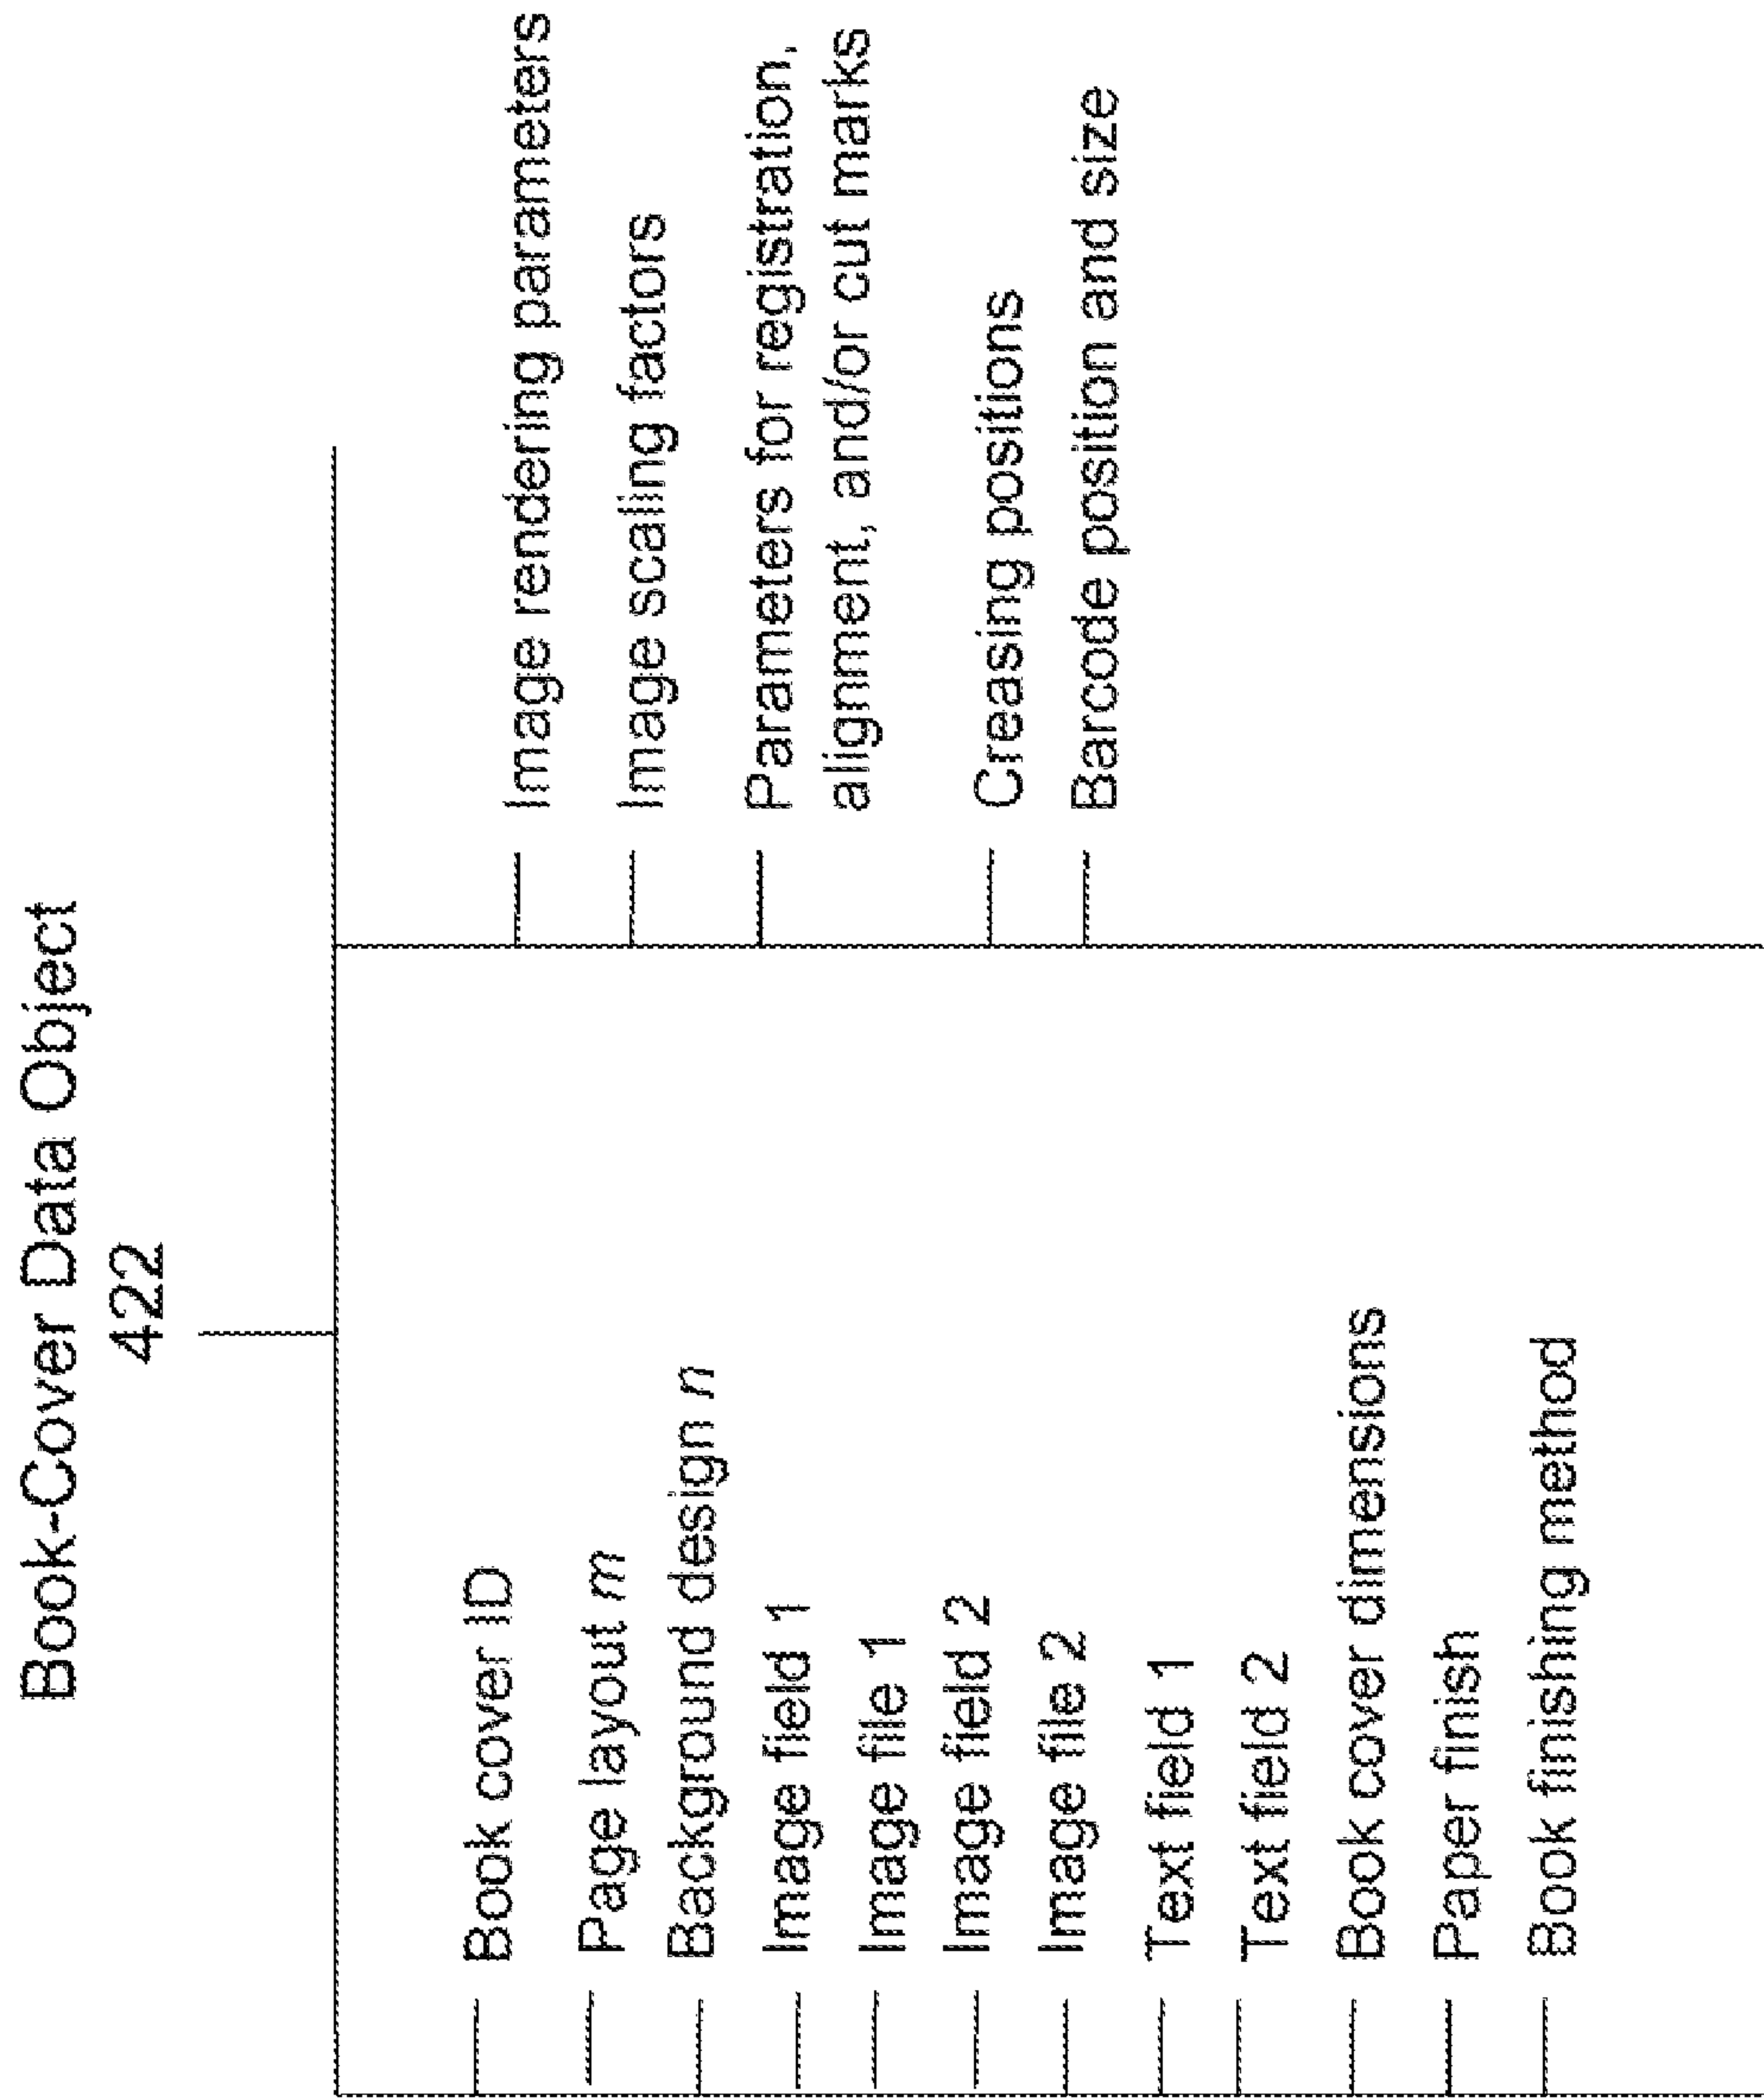 Book-Cover Data Object
422
Book cover ID
Page layout m
Background design n
Image field 1
Image file 1
Image field 2
Image file 2
Text field 1
Text field 2
Book cover dimensions
Paper finish
Book finishing method
Image rendering parameters
Image scaling factors
Parameters for registration,
alignment, and/or cut marks
Creasing positions
Barcode position and size